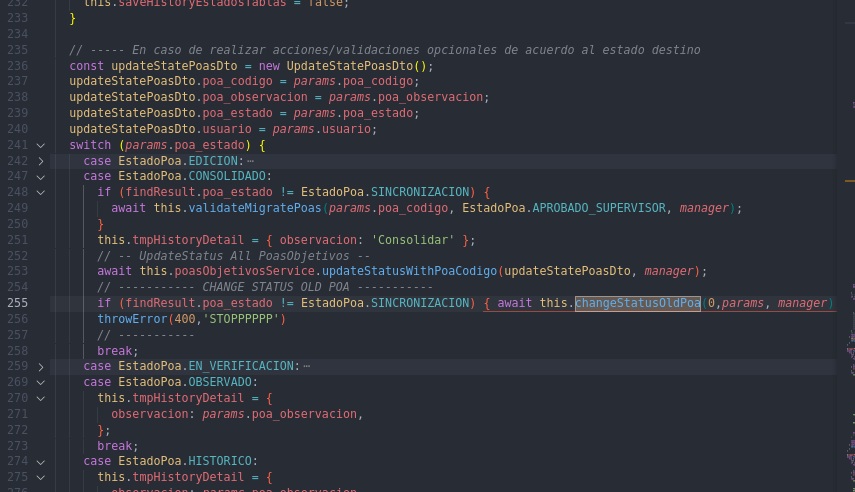 232 this.saveHistoryEstadosTablas = false;
233 }
234
235 // ----- En caso de realizar acciones/validaciones opcionales de acuerdo al estado destino
236 const updateStatePoasDto = new UpdateStatePoasDto();
237 updateStatePoasDto.poa_codigo = params.poa_codigo;
238 updateStatePoasDto.poa_observacion = params.poa_observacion;
239 updateStatePoasDto.poa_estado = params.poa_estado;
240 updateStatePoasDto.usuario = params.usuario;
241 switch (params.poa_estado) {
242 case EstadoPoa.EDICION:⋯
247 case EstadoPoa.CONSOLIDADO:
248 if (findResult.poa_estado != EstadoPoa.SINCRONIZACION) {
249 await this.validateMigratePoas(params.poa_codigo, EstadoPoa.APROBADO_SUPERVISOR, manager);
250 }
251 this.tmpHistoryDetail = { observacion: 'Consolidar' };
252 // -- UpdateStatus All PoasObjetivos --
253 await this.poasObjetivosService.updateStatusWithPoaCodigo(updateStatePoasDto, manager);
254 // ----------- CHANGE STATUS OLD POA -----------
255 if (findResult.poa_estado != EstadoPoa.SINCRONIZACION) { await this.changeStatusOldPoa(0,params, manager)
256 throwError(400,'STOPPPPPP')
257 // -----------
258 break;
259 case EstadoPoa.EN_VERIFICACION:⋯
269 case EstadoPoa.OBSERVADO:
270 this.tmpHistoryDetail = {
271 observacion: params.poa_observacion,
272 };
273 break;
274 case EstadoPoa.HISTORICO:
275 this.tmpHistoryDetail = {
276 observacion: params.poa_observacion